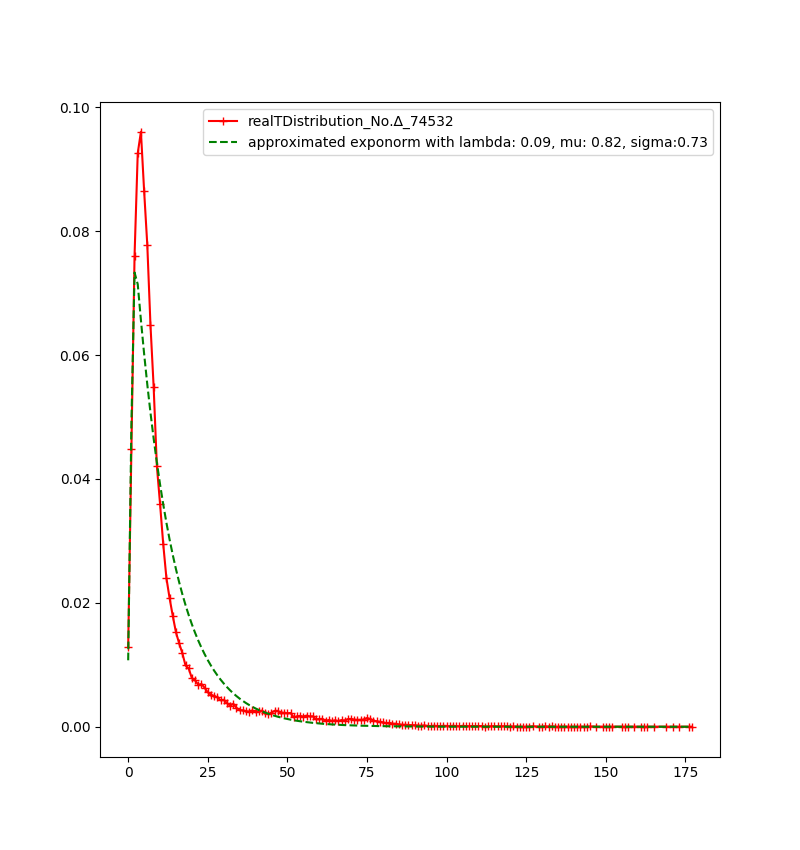 realTDistribution_No.Δ_74532
approximated exponorm with lambda: 0.09, mu: 0.82, sigma:0.73
0.10
0.08
0.06
0.04
0.02
0.00
0 25 50 75 100 125 150 175